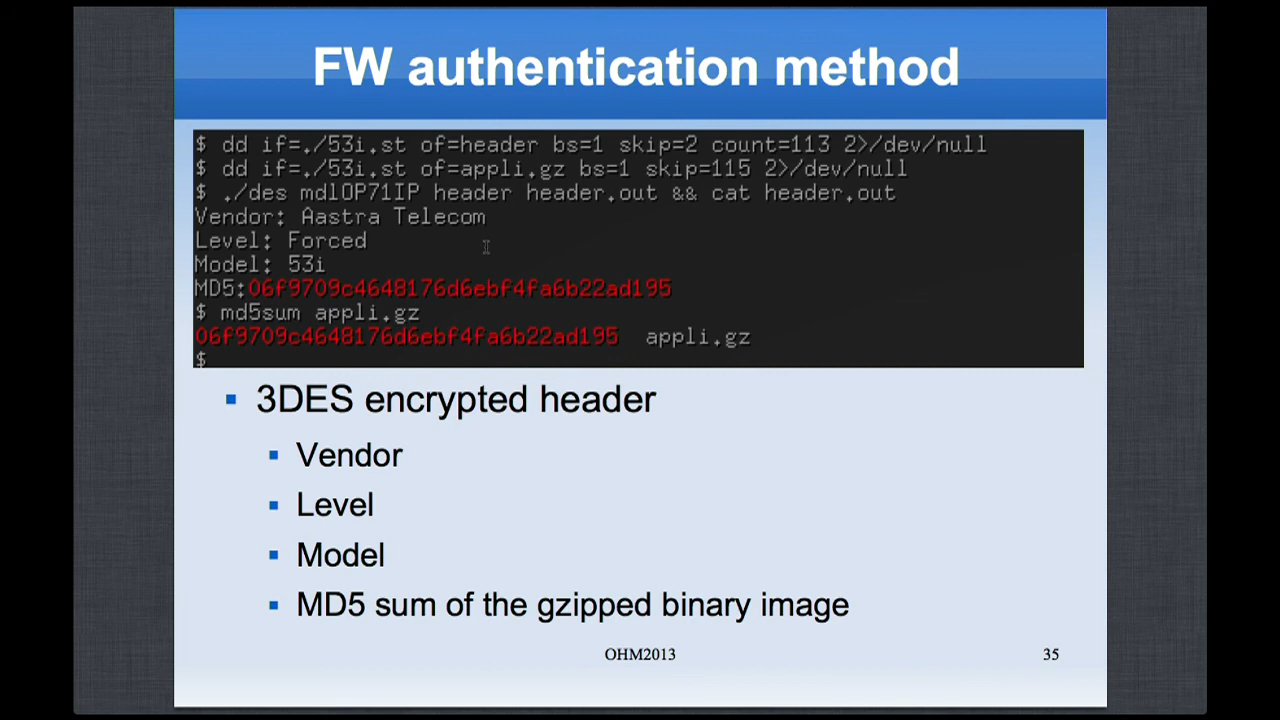 FW authentication method
$ dd if=./53i.st of=header bs=1 skip=2 count=113 2>/dev/null
$ dd if=./53i.st of=appli.gz bs=1 skip=115 2>/dev/null
$ ./des mdlOP71IP header header.out && cat header.out
Vendor: Aastra Telecom
Level: Forced
Model: 53i
MD5:06f9709c4648176d6ebf4fa6b22ad195
$ md5sum appli.gz
06f9709c4648176d6ebf4fa6b22ad195 appli.gz
$
▪ 3DES encrypted header
▪ Vendor
▪ Level
▪ Model
▪ MD5 sum of the gzipped binary image
OHM2013
35